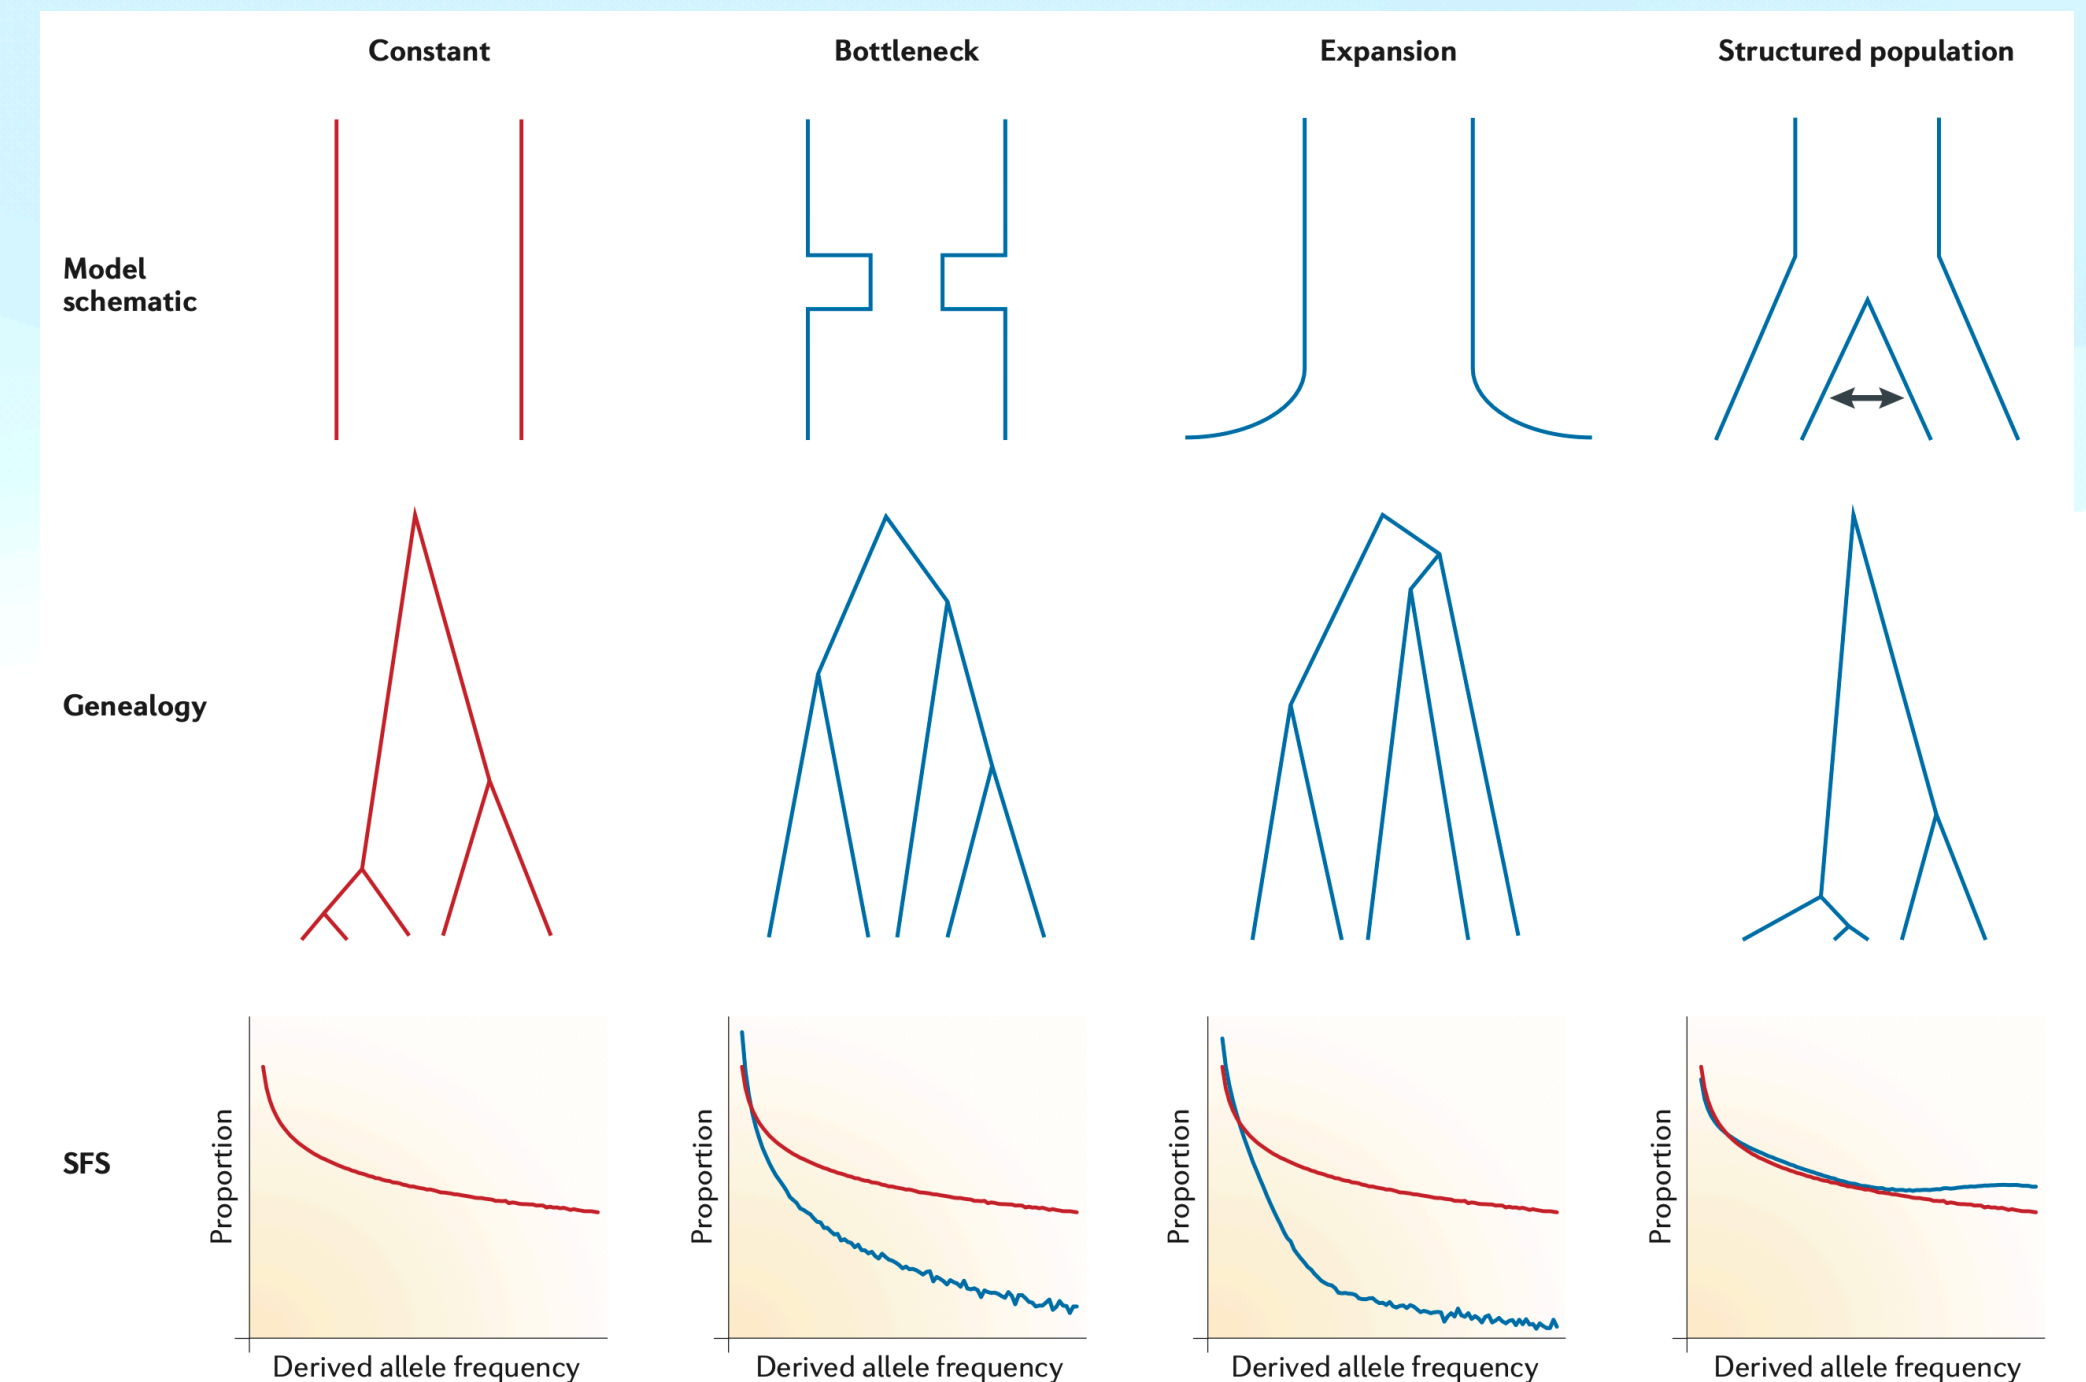 Constant
Bottleneck
Expansion
Structured population
Model
schematic
Genealogy
SFS
Proportion
Proportion
Proportion
Proportion
Derived allele frequency
Derived allele frequency
Derived allele frequency
Derived allele frequency